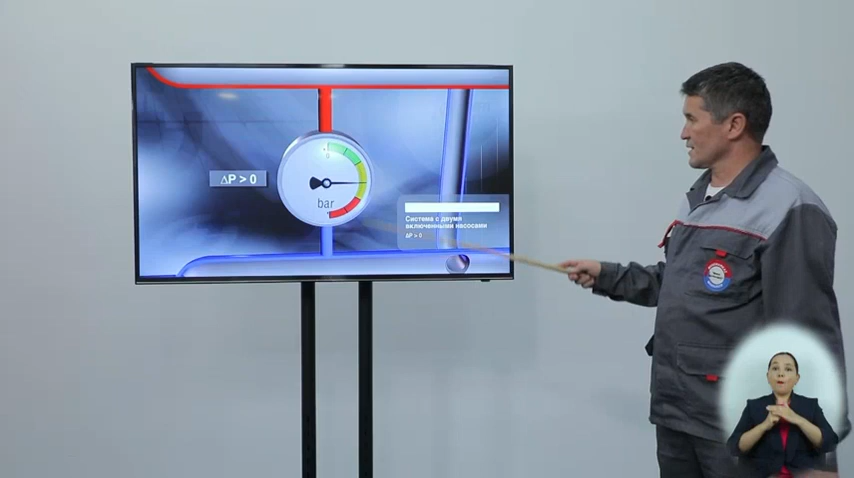 ΔP > 0
bar
Система с двумя
включенными насосами
ΔP > 0